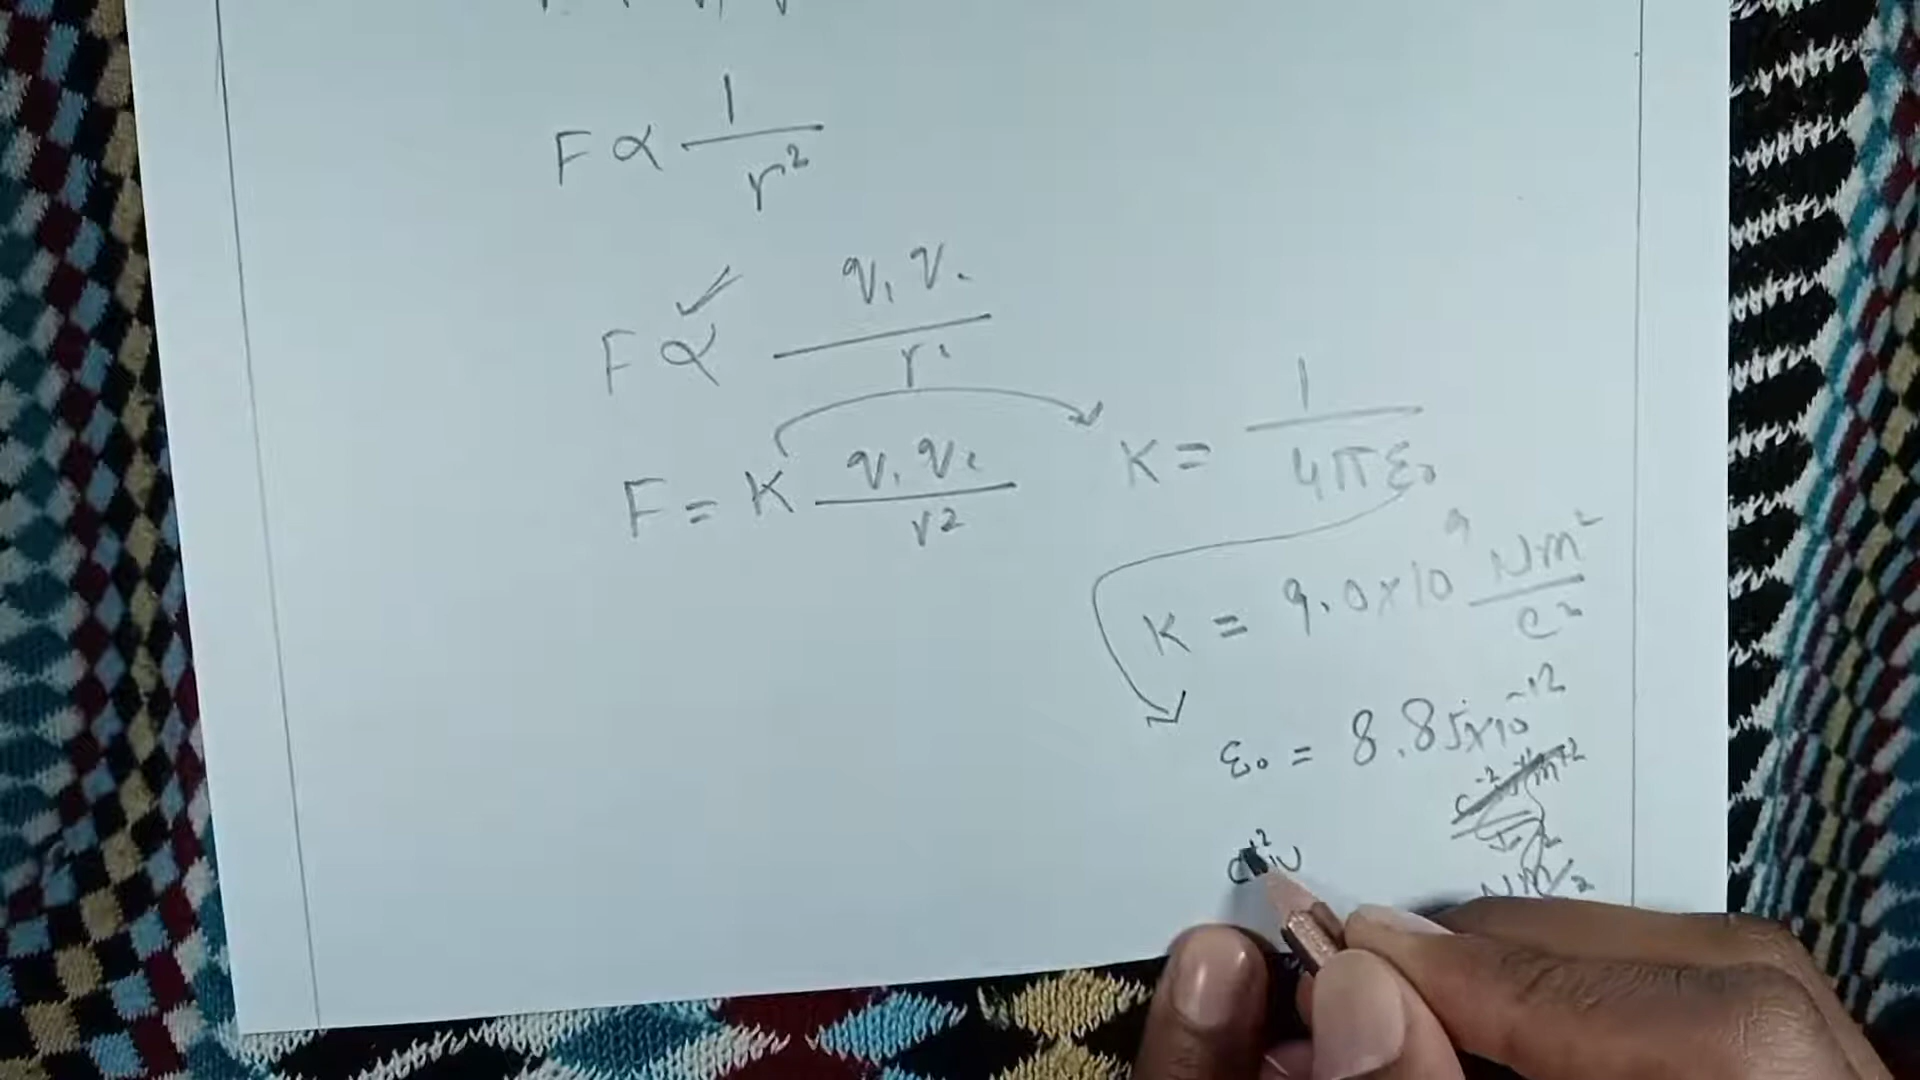 F ∝ 1/r²
F ∝ q₁q₂/r²
F = K q₁q₂/r²
K = 1/4πε₀
K = 9.0×10⁹ Nm²/C²
ε₀ = 8.85×10⁻¹²